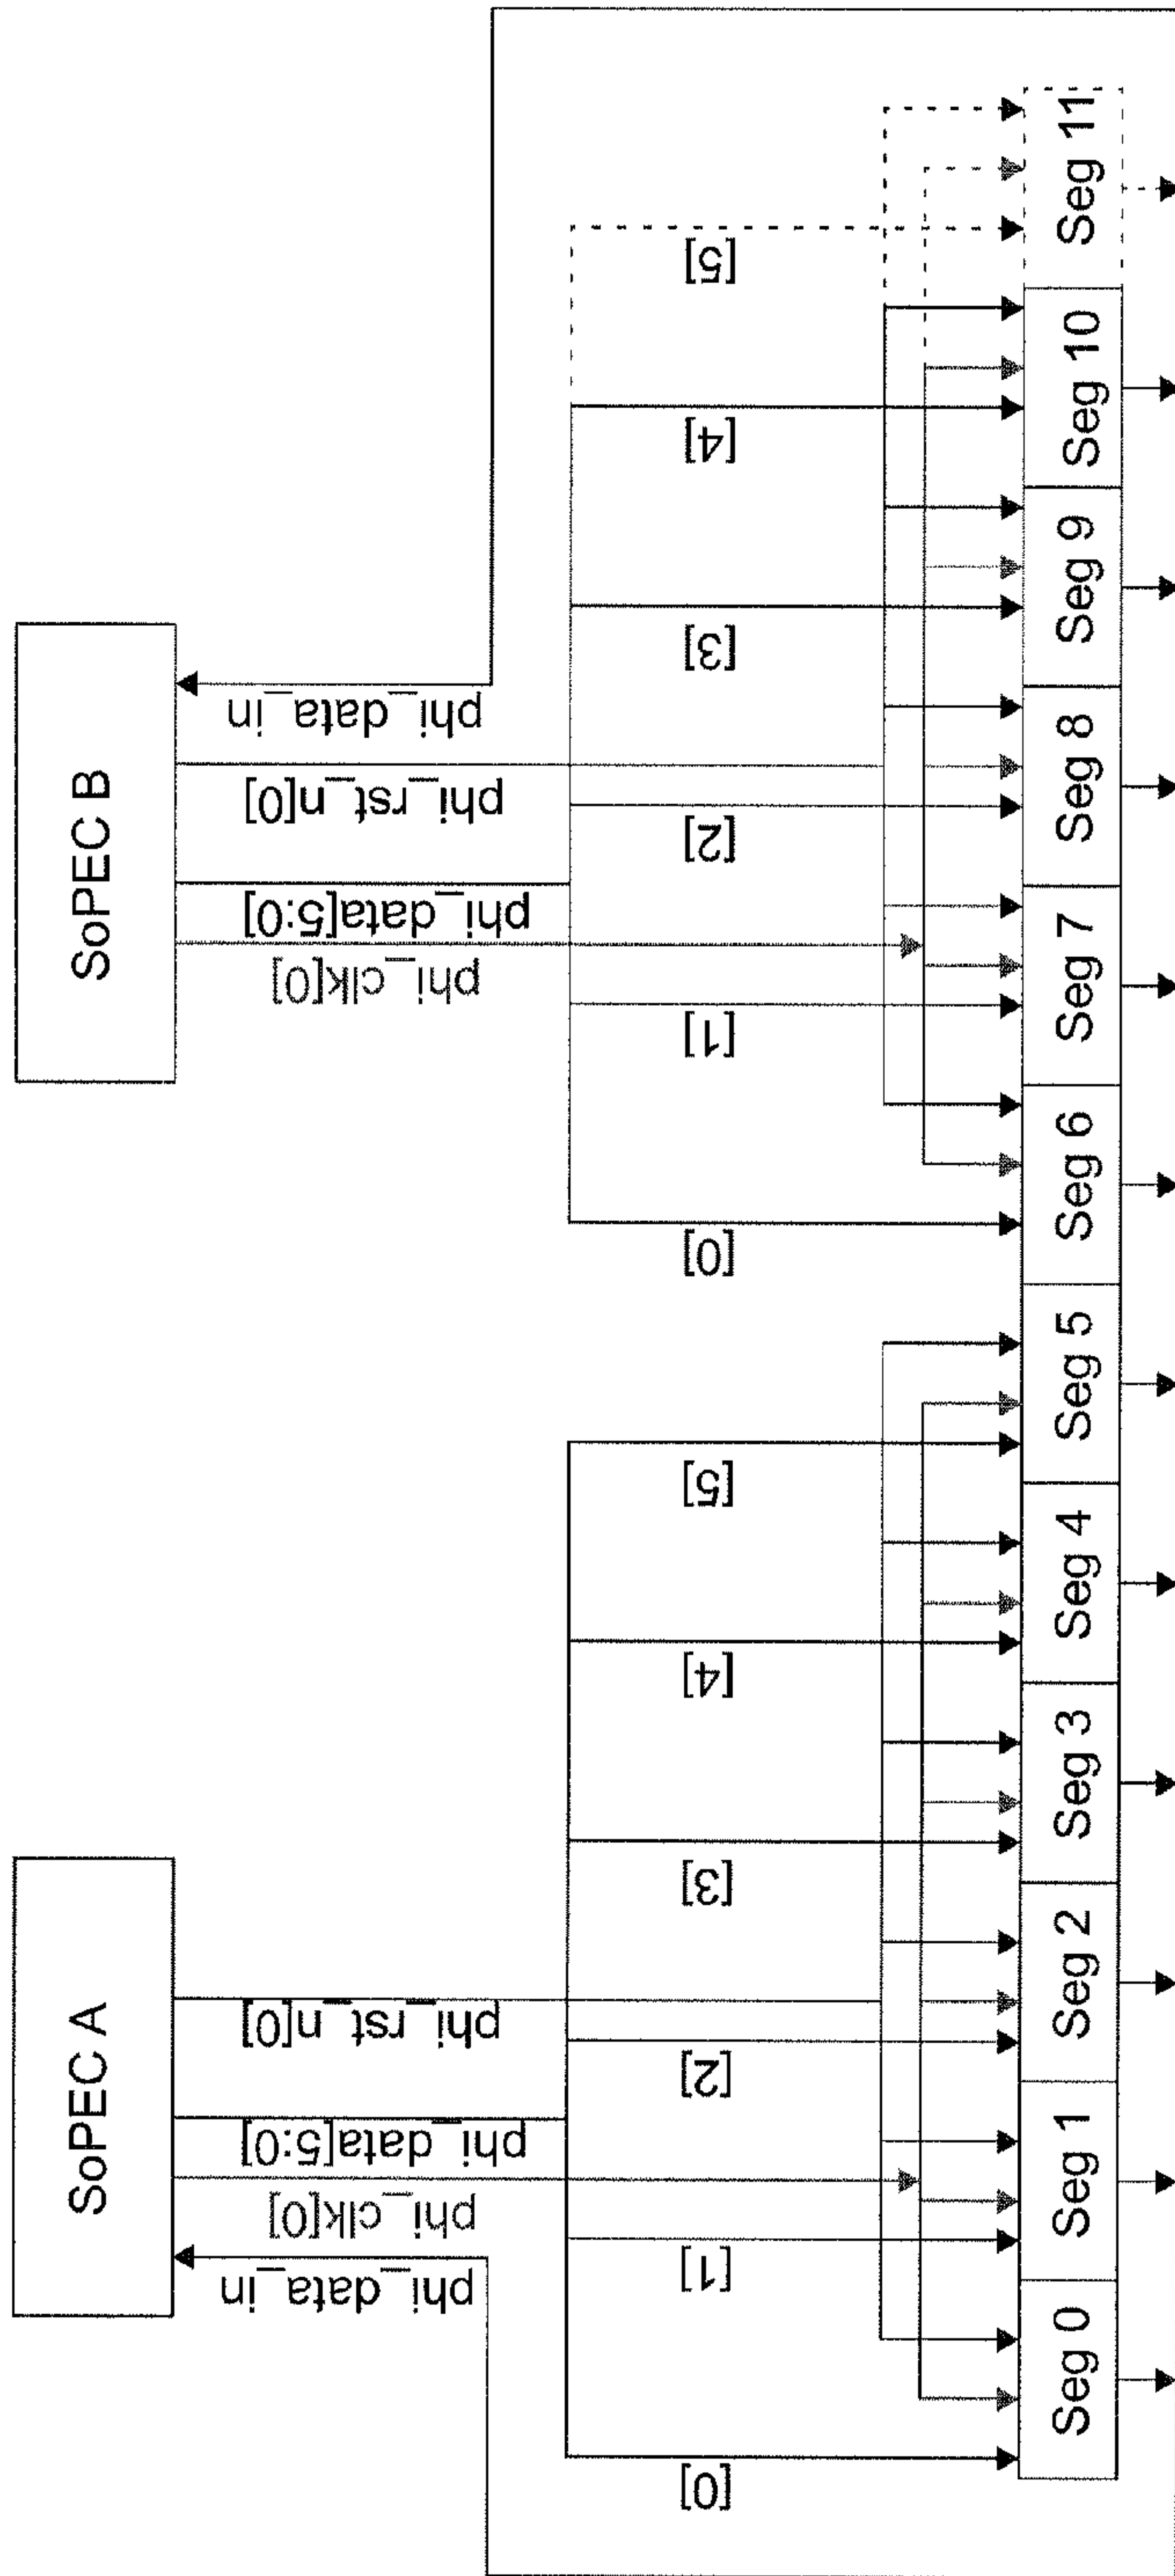 SoPEC A
SoPEC B
phi_data_in
phi_clk[0]
phi_data[5:0]
phi_rst_n[0]
phi_clk[0]
phi_data[5:0]
phi_rst_n[0]
phi_data_in
[0]
[1]
[2]
[3]
[4]
[5]
[0]
[1]
[2]
[3]
[4]
[5]
Seg 0
Seg 1
Seg 2
Seg 3
Seg 4
Seg 5
Seg 6
Seg 7
Seg 8
Seg 9
Seg 10
Seg 11